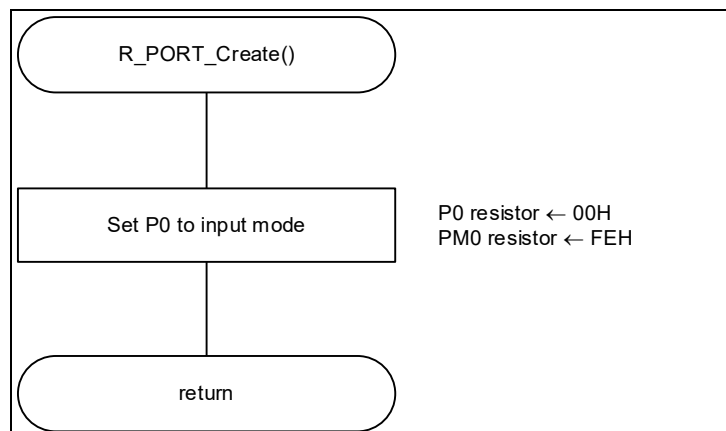 R_PORT_Create()
Set P0 to input mode
P0 resistor ← 00H
PM0 resistor ← FEH
return